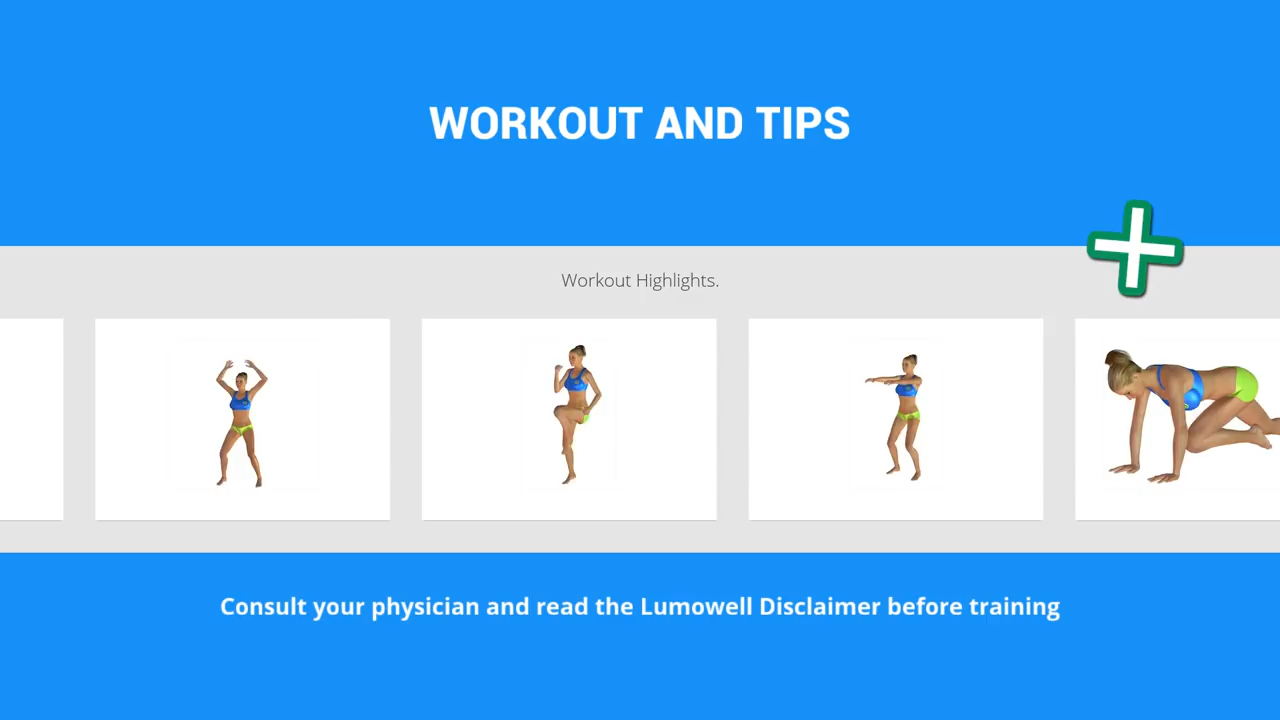 WORKOUT AND TIPS
Workout Highlights.
Consult your physician and read the Lumowell Disclaimer before training